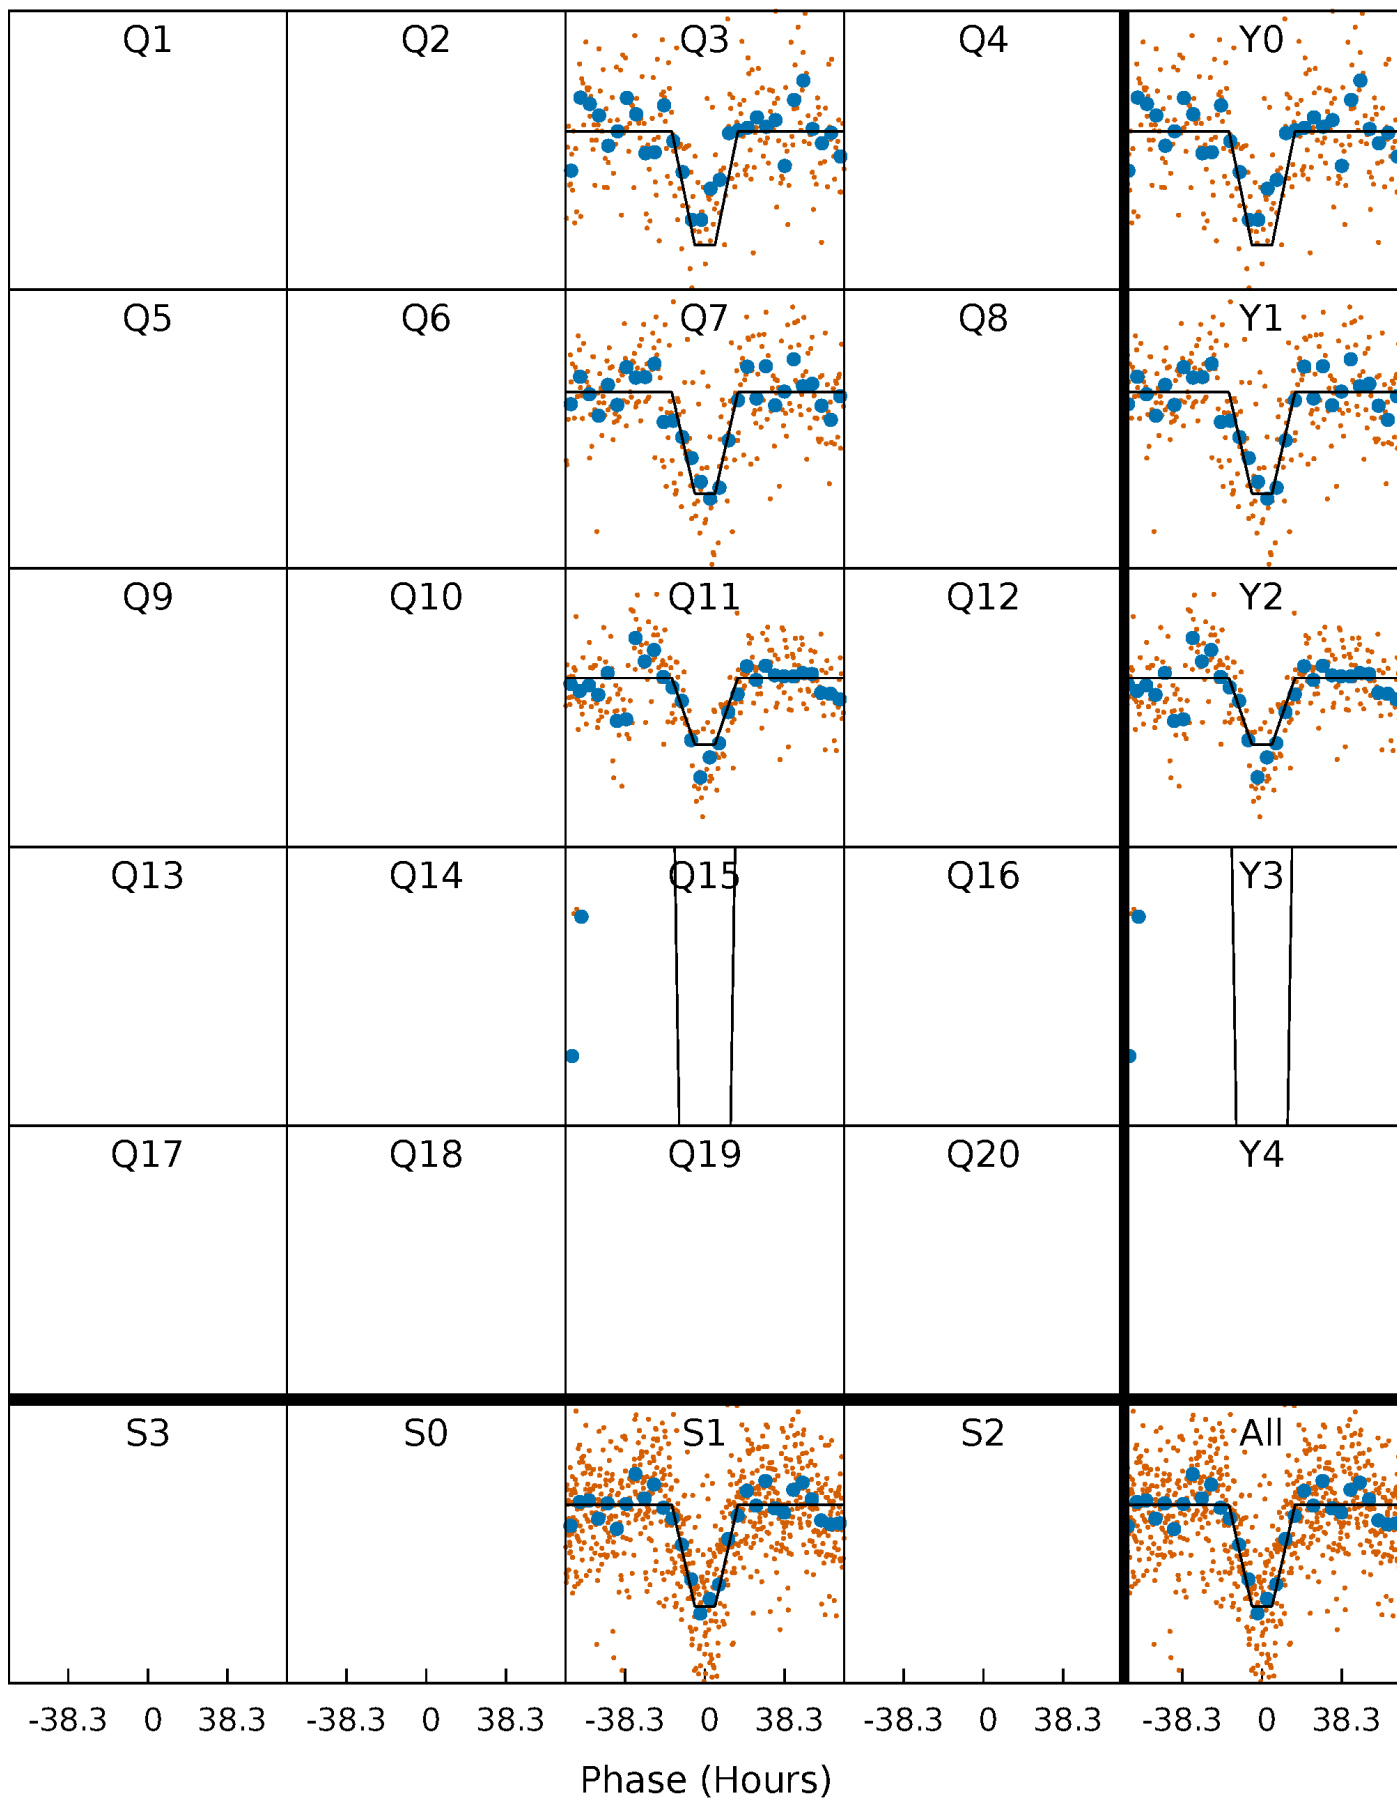 Q1 Q2 Q3 Q4 Y0
Q5 Q6 Q7 Q8 Y1
Q9 Q10 Q11 Q12 Y2
Q13 Q14 Q15 Q16 Y3
Q17 Q18 Q19 Q20 Y4
S3 S0 S1 S2 All
-38.3 0 38.3 -38.3 0 38.3 -38.3 0 38.3 -38.3 0 38.3 -38.3 0 38.3
Phase (Hours)